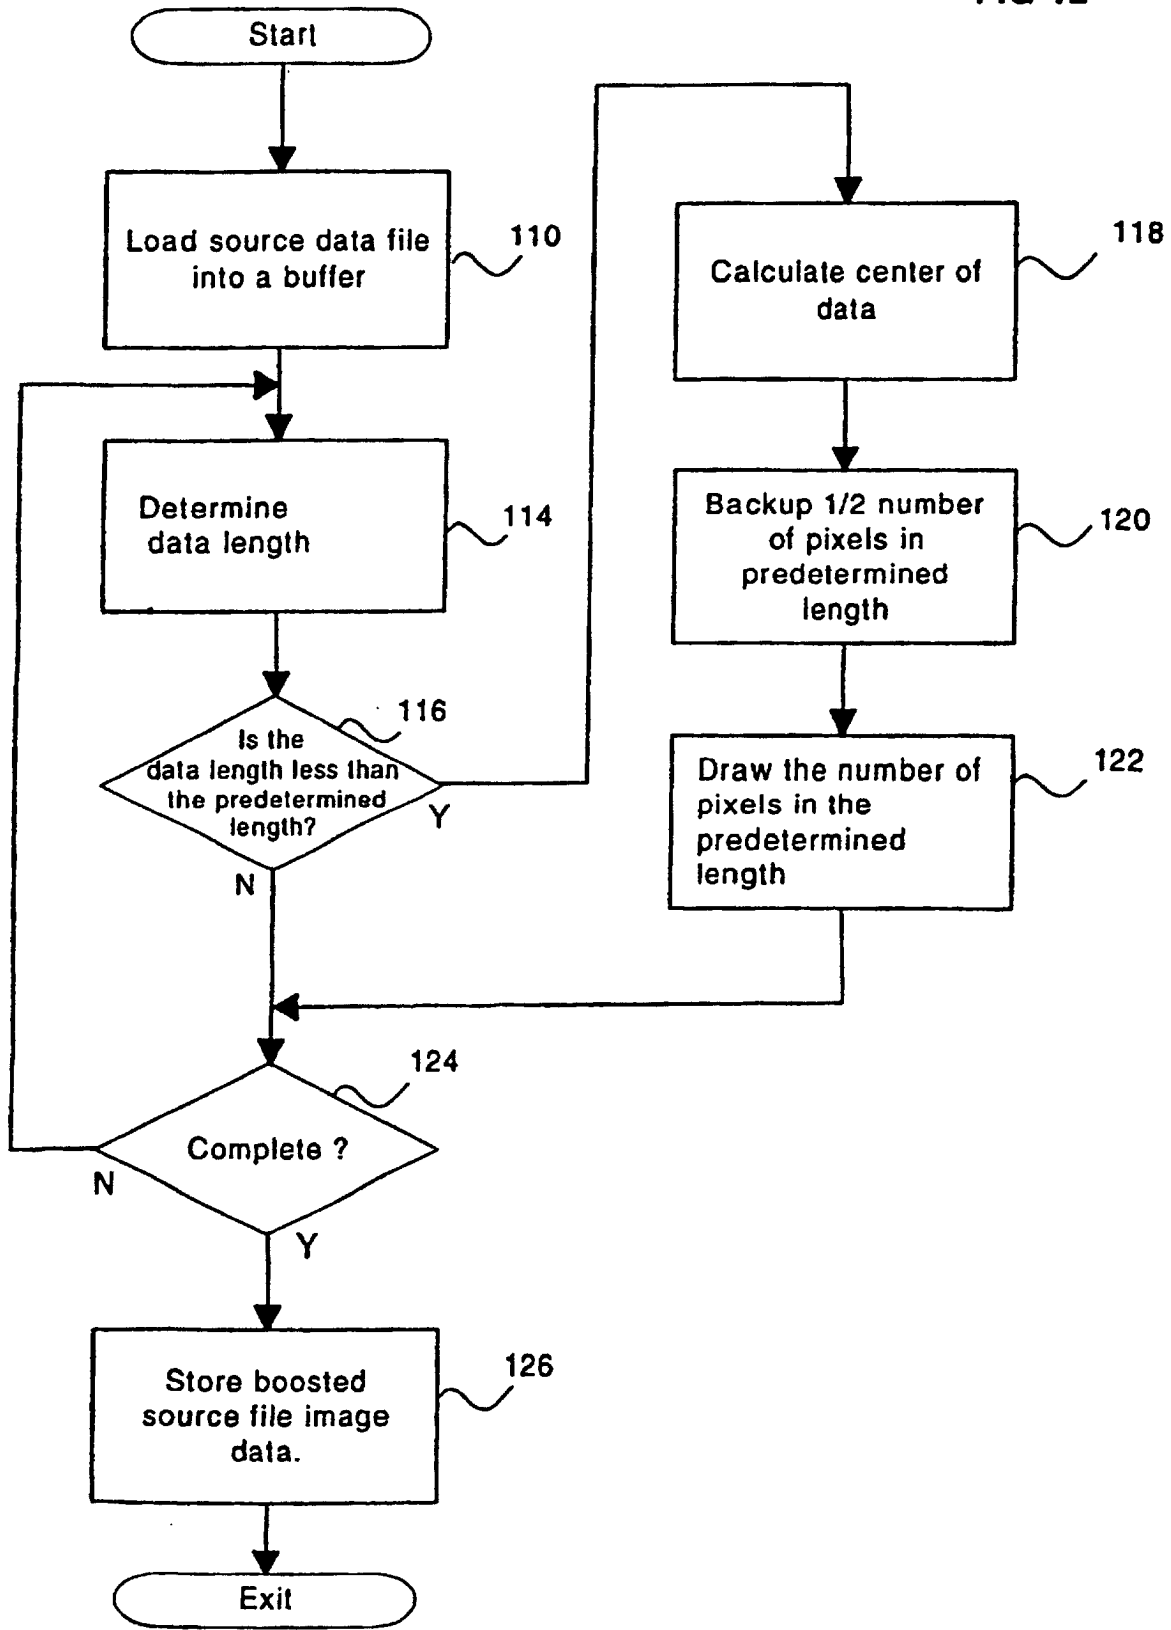 Start
Load source data file
into a buffer
110
Determine
data length
114
Is the
data length less than
the predetermined
length?
116
Y
N
Calculate center of
data
118
Backup 1/2 number
of pixels in
predetermined
length
120
Draw the number of
pixels in the
predetermined
length
122
Complete ?
124
N
Y
Store boosted
source file image
data.
126
Exit